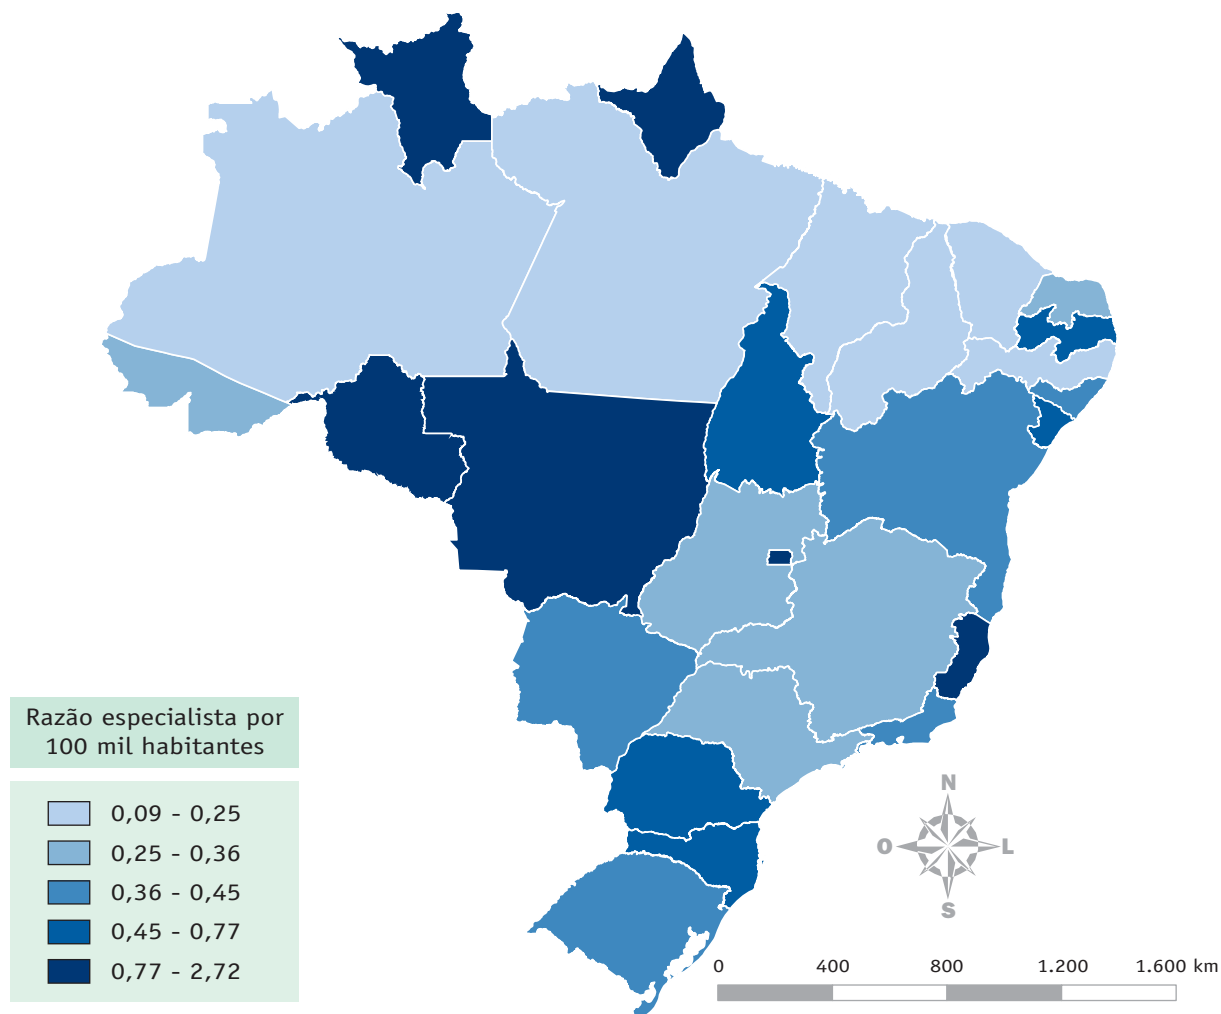 Razão especialista por
100 mil habitantes
0,09 - 0,25
0,25 - 0,36
0,36 - 0,45
0,45 - 0,77
0,77 - 2,72
N
O
L
S
0 400 800 1.200 1.600 km